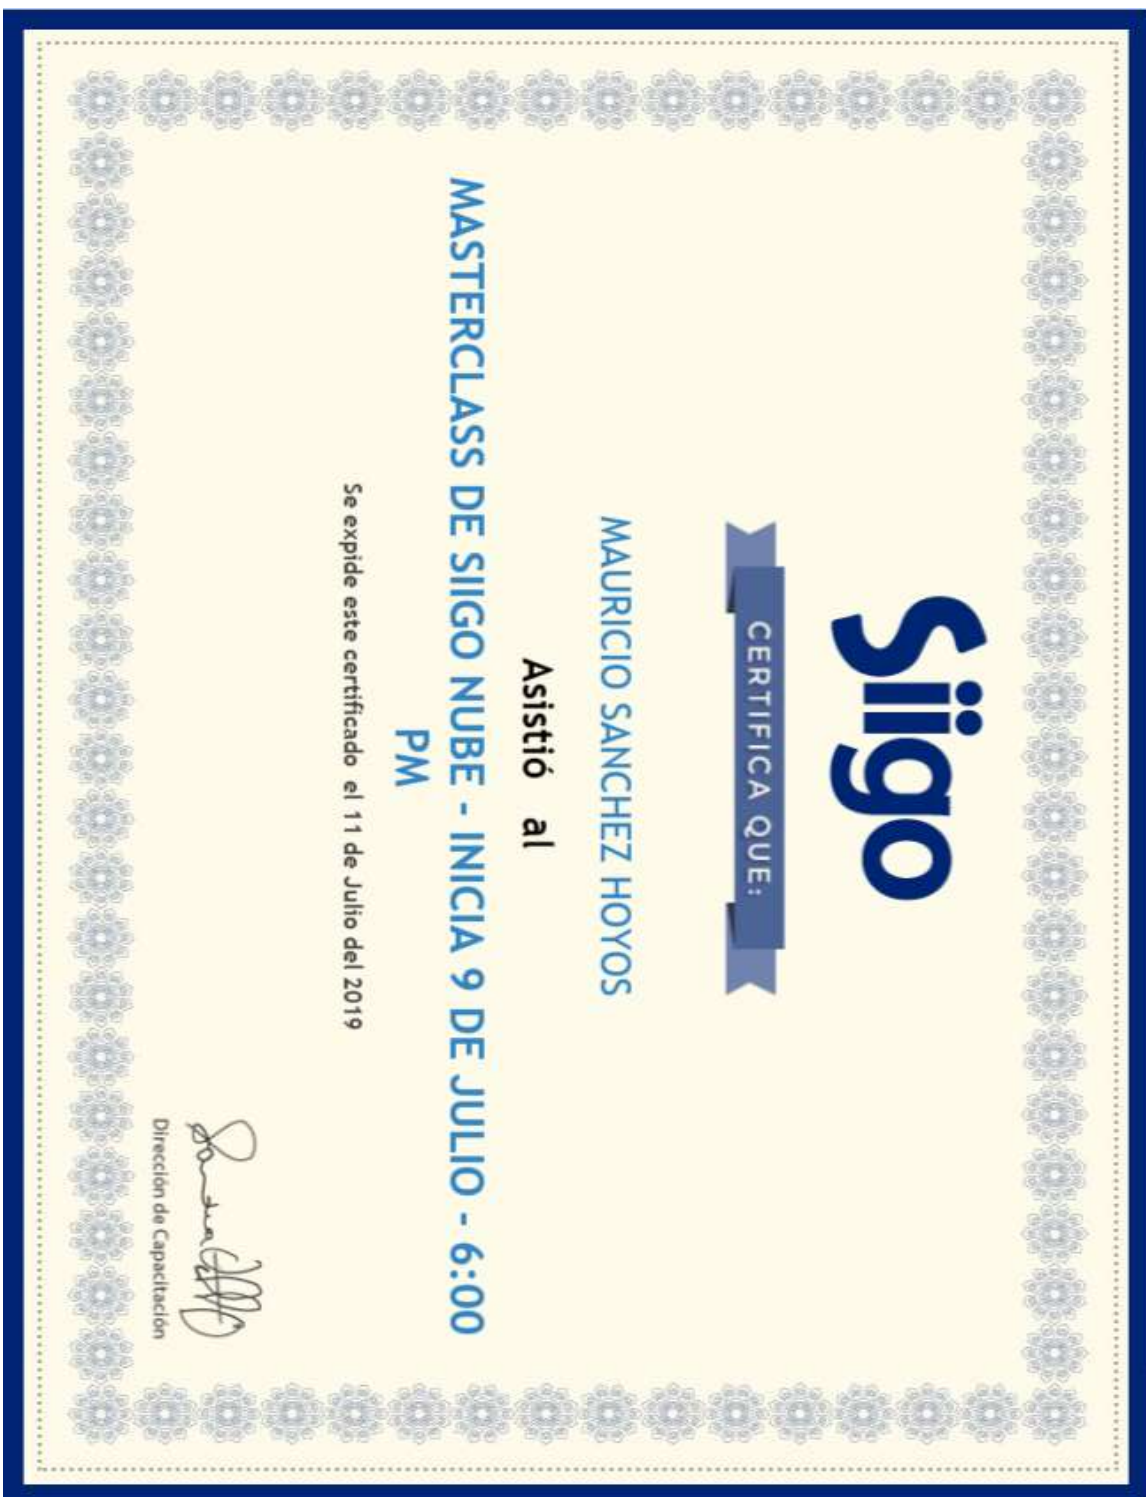 Siigo
CERTIFICA QUE:
MAURICIO SANCHEZ HOYOS
Asistió al
MASTERCLASS DE SIIGO NUBE - INICIA 9 DE JULIO - 6:00
PM
Se expide este certificado el 11 de Julio del 2019
Dirección de Capacitación